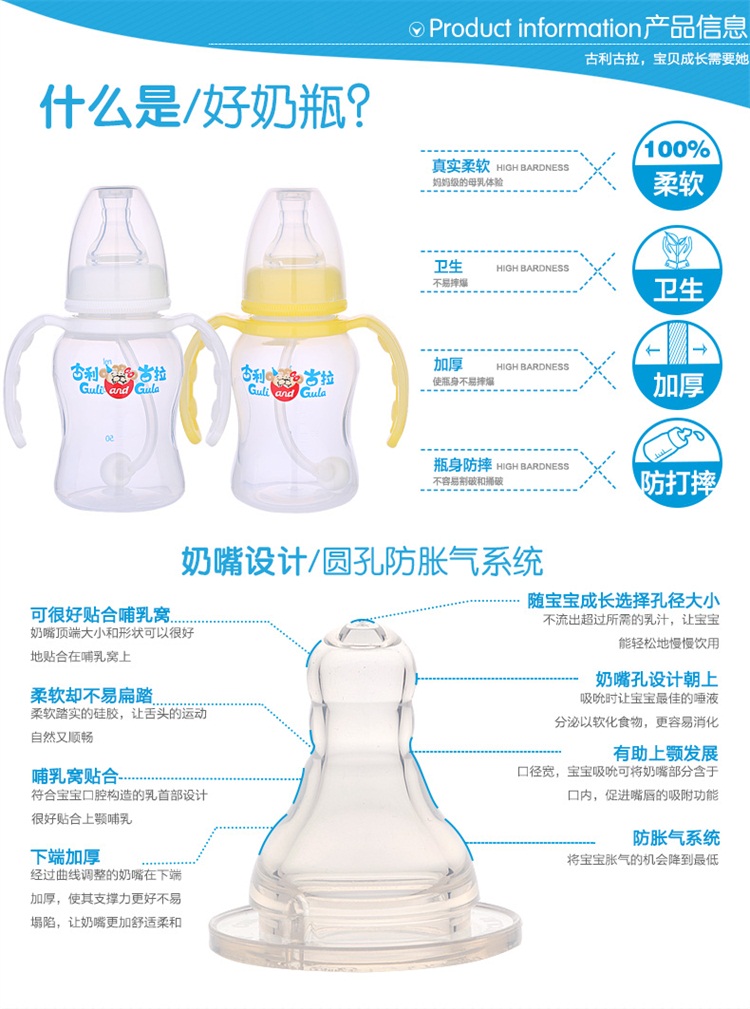 Product information产品信息
古利古拉，宝贝成长需要她
什么是/好奶瓶?
真实柔软 HIGH BARDNESS
妈妈级的母乳体验
100%
柔软
卫生 HIGH BARDNESS
不易摔爆
卫生
加厚 HIGH BARDNESS
使瓶身不易摔爆
加厚
瓶身防摔 HIGH BARDNESS
不容易割破和捅破
防打摔
古利 古拉
Guli and Gula
50
古利 古拉
Guli and Gula
奶嘴设计/圆孔防胀气系统
可很好贴合哺乳窝
奶嘴顶端大小和形状可以很好
地贴合在哺乳窝上
柔软却不易扁踏
柔软踏实的硅胶，让舌头的运动
自然又顺畅
哺乳窝贴合
符合宝宝口腔构造的乳首部设计
很好贴合上颚哺乳
下端加厚
经过曲线调整的奶嘴在下端
加厚，使其支撑力更好不易
塌陷，让奶嘴更加舒适柔和
随宝宝成长选择孔径大小
不流出超过所需的乳汁，让宝宝
能轻松地慢慢饮用
奶嘴孔设计朝上
吸吮时让宝宝最佳的唾液
分泌以软化食物，更容易消化
有助上颚发展
口径宽，宝宝吸吮可将奶嘴部分含于
口内，促进嘴唇的吸附功能
防胀气系统
将宝宝胀气的机会降到最低